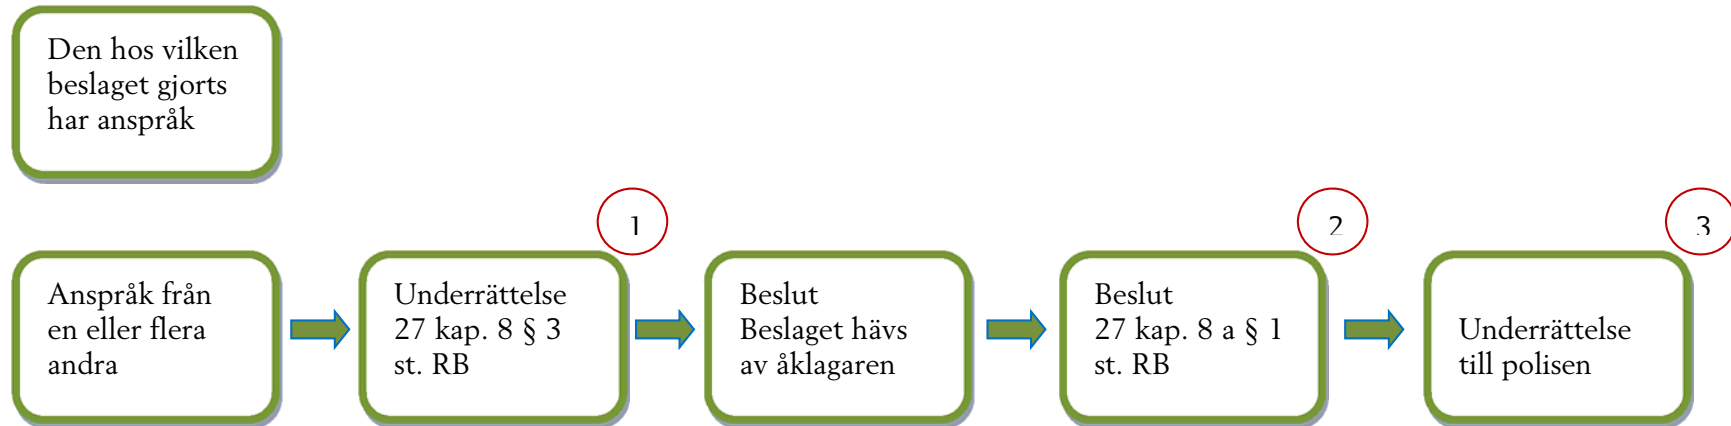 Den hos vilken
beslaget gjorts
har anspråk
1
2
3
Anspråk från
en eller flera
andra
Underrättelse
27 kap. 8 § 3
st. RB
Beslut
Beslaget hävs
av åklagaren
Beslut
27 kap. 8 a § 1
st. RB
Underrättelse
till polisen